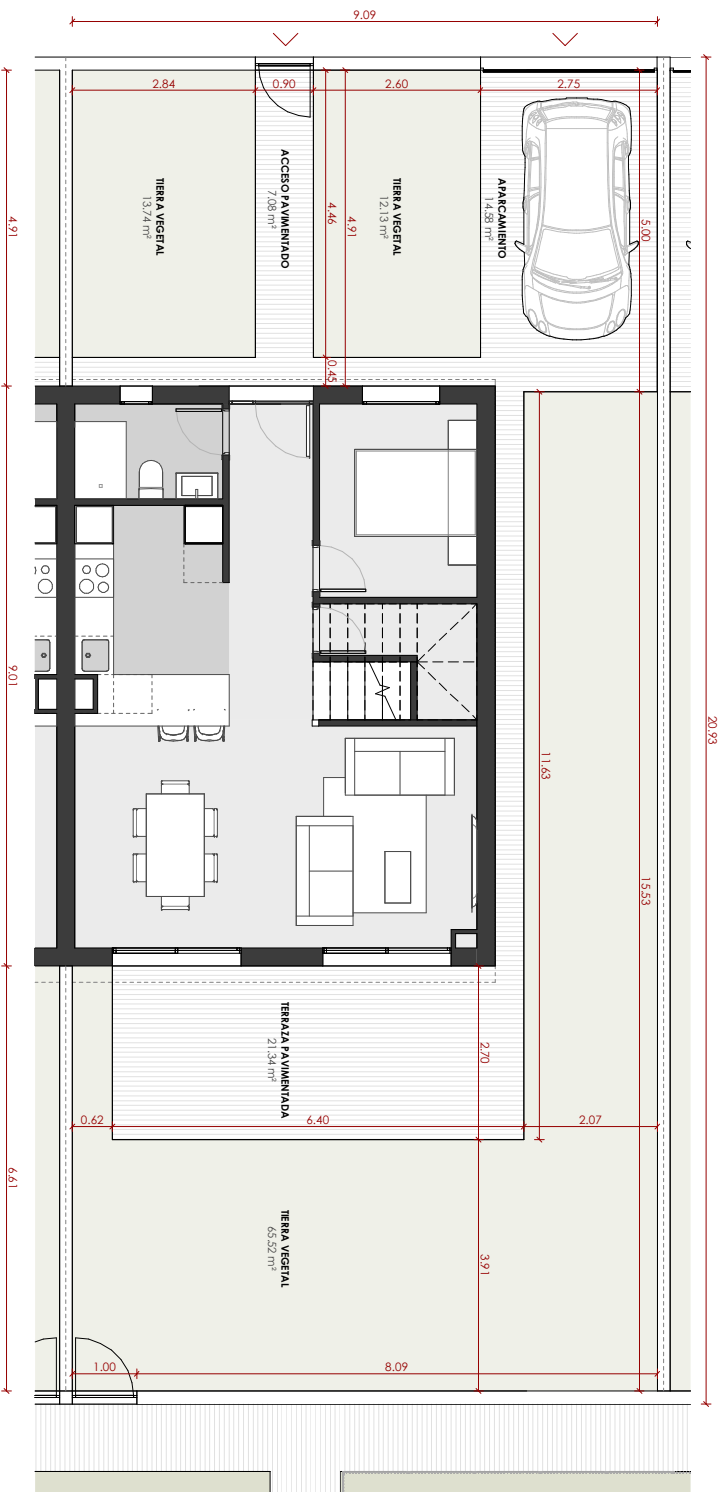 9.09
2.84
0.90
2.60
2.75
TIERRA VEGETAL
13.74 m²
ACCESO PAVIMENTADO
7.08 m²
TIERRA VEGETAL
12.13 m²
APARCAMIENTO
14.58 m²
4.91
4.46
4.91
5.00
0.45
9.01
20.93
11.63
15.53
TERRAZA PAVIMENTADA
21.34 m²
2.70
0.62
6.40
2.07
6.61
TIERRA VEGETAL
65.52 m²
3.91
1.00
8.09